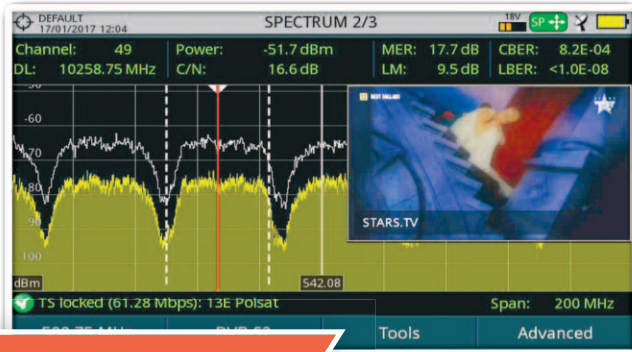 DEFAULT
17/01/2017 12:04
SPECTRUM 2/3
18V
SP
Channel: 49
Power: -51.7 dBm
MER: 17.7 dB
CBER: 8.2E-04
DL: 10258.75 MHz
C/N: 16.6 dB
LM: 9.5 dB
LBER: <1.0E-08
-60
-70
-80
-100
dBm
542.08
STARS.TV
TS locked (61.28 Mbps): 13E Polsat
Span: 200 MHz
Tools
Advanced